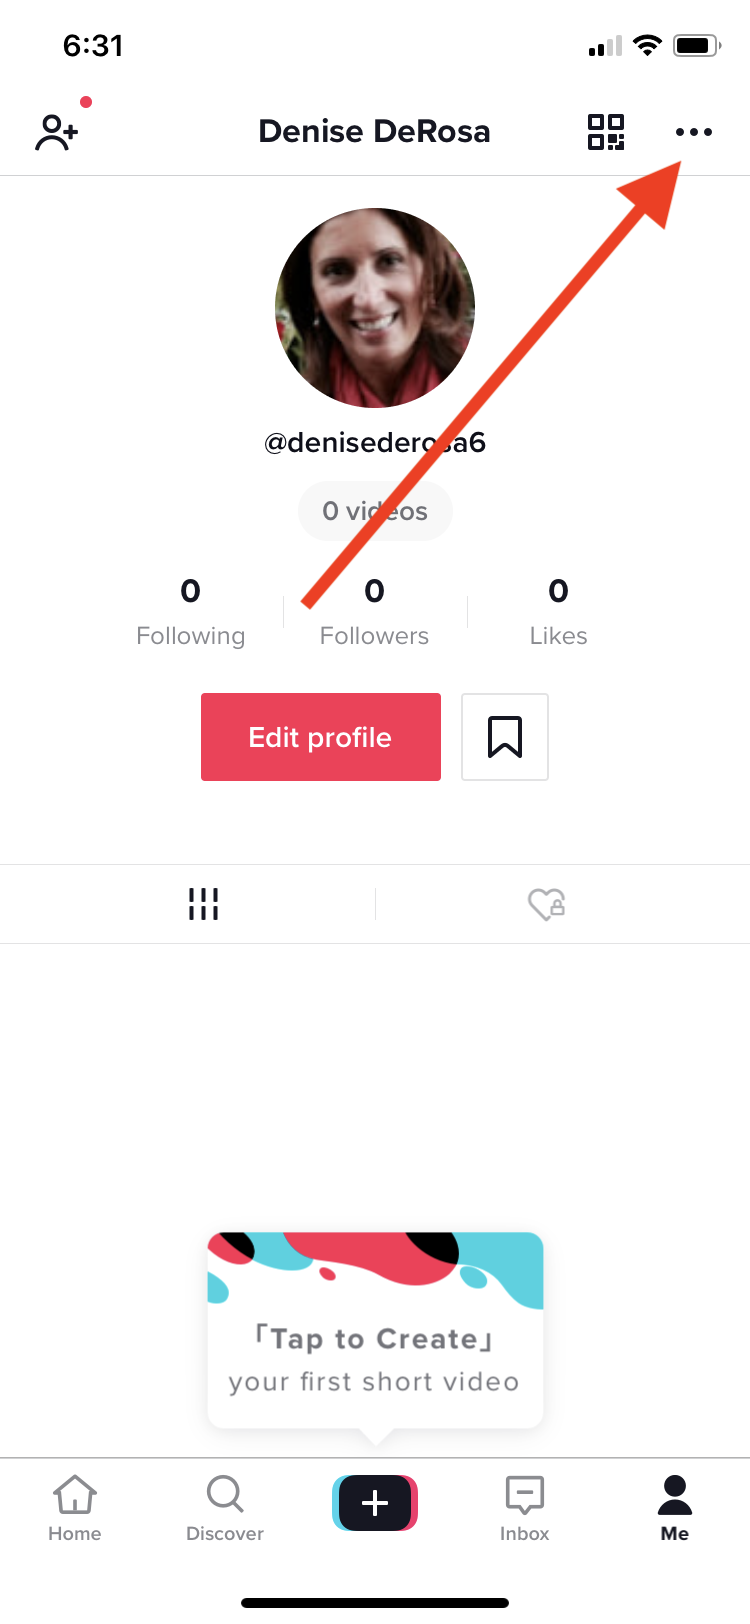 6:31
Denise DeRosa
@denisederosa6
0 videos
0 0 0
Following Followers Likes
Edit profile
「Tap to Create」
your first short video
Home Discover Inbox Me